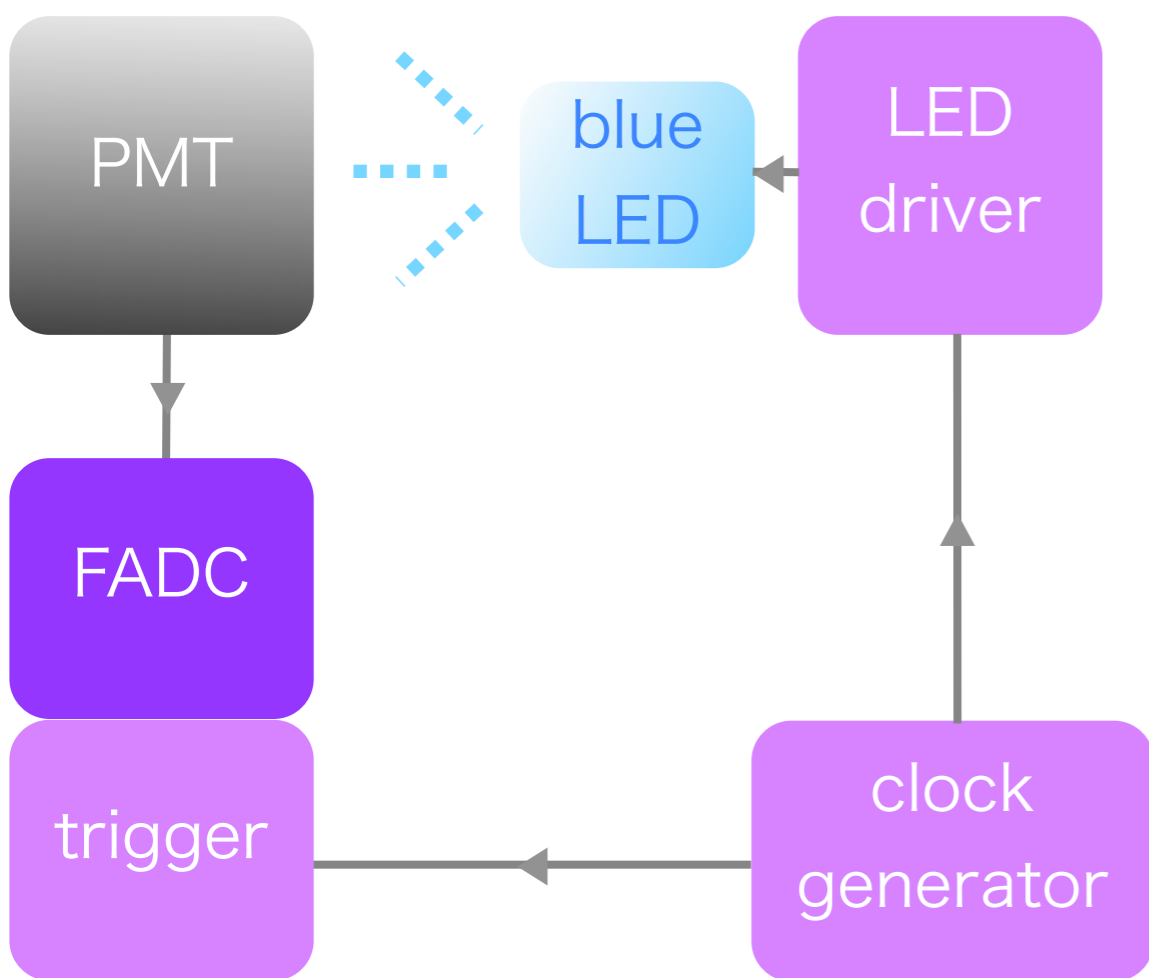 PMT
blue
LED
LED
driver
FADC
trigger
clock
generator